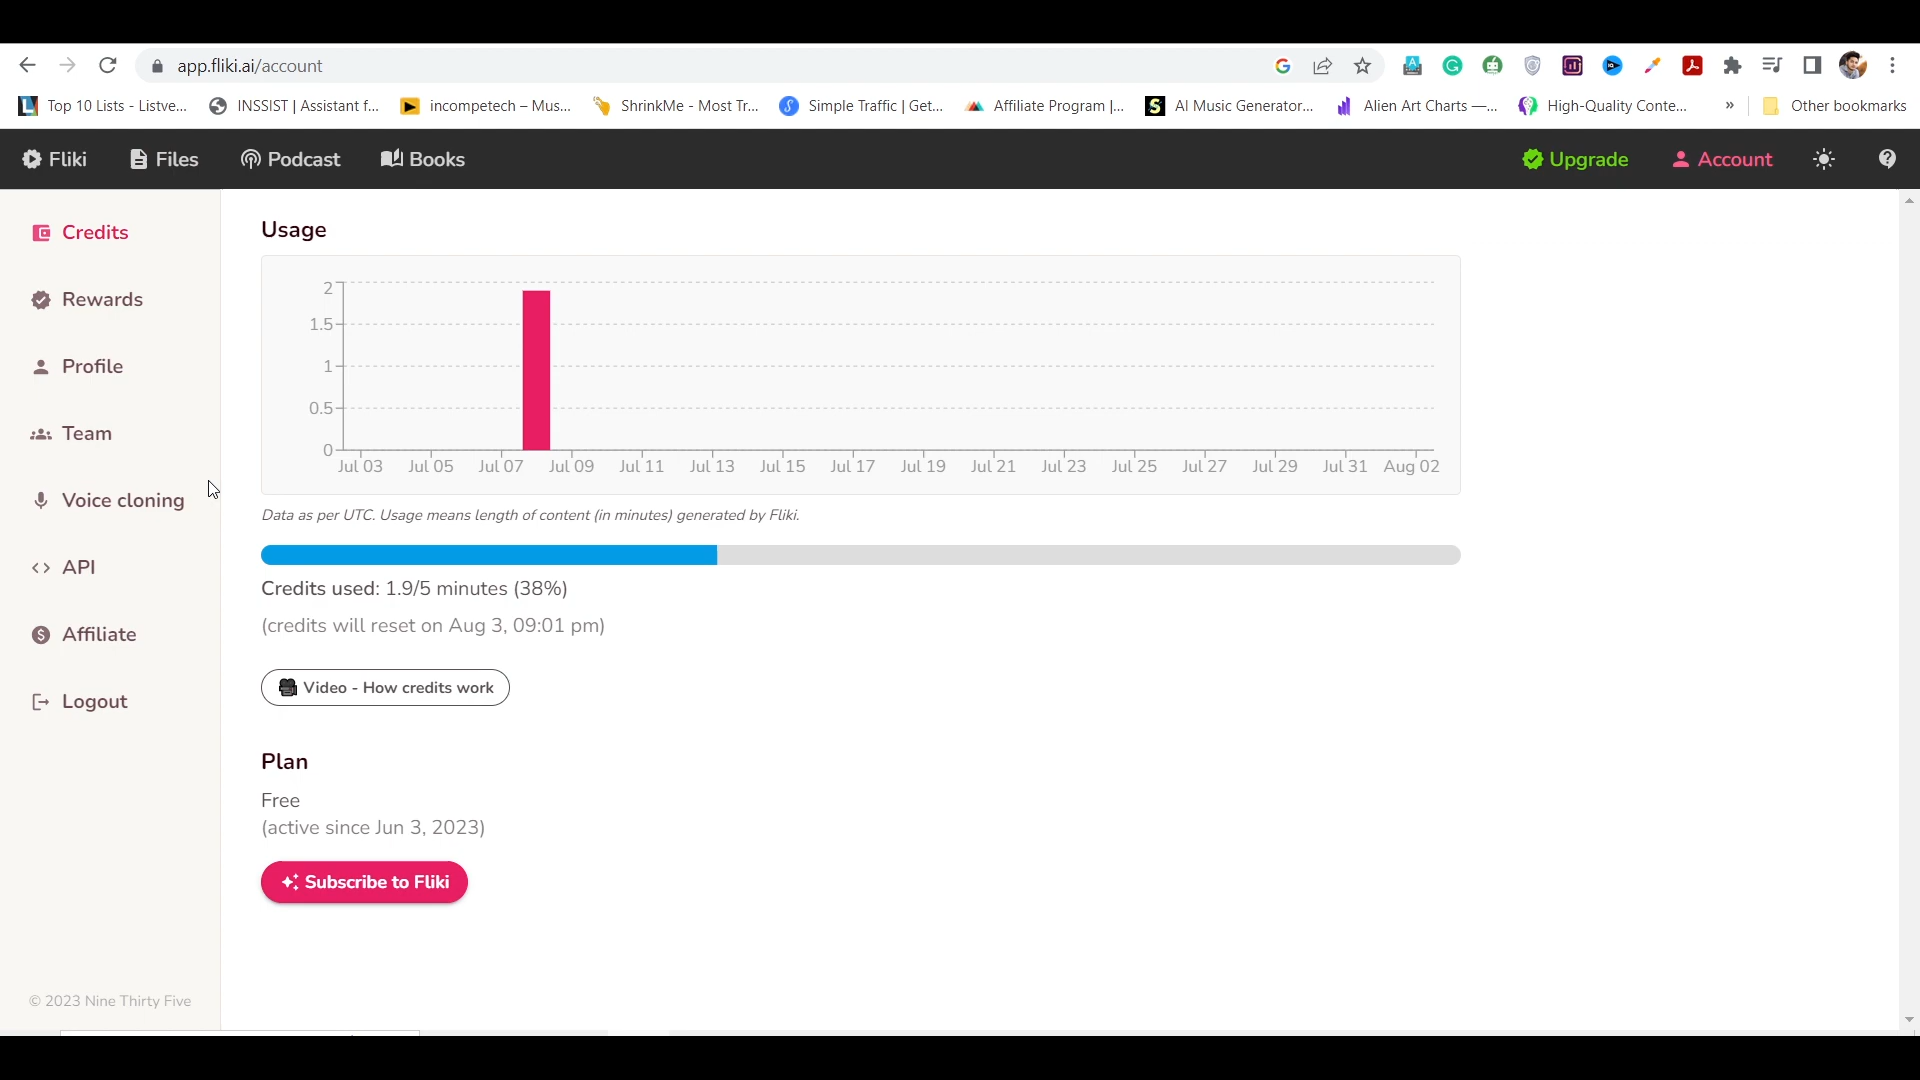 app.fliki.ai/account
Top 10 Lists - Listve... INSSIST | Assistant f... incompetech – Mus... ShrinkMe - Most Tr... Simple Traffic | Get... Affiliate Program |... AI Music Generator... Alien Art Charts —... High-Quality Conte... » Other bookmarks
Fliki Files Podcast Books Upgrade Account
Credits
Rewards
Profile
Team
Voice cloning
API
Affiliate
Logout
© 2023 Nine Thirty Five
Usage
2
1.5
1
0.5
0
Jul 03 Jul 05 Jul 07 Jul 09 Jul 11 Jul 13 Jul 15 Jul 17 Jul 19 Jul 21 Jul 23 Jul 25 Jul 27 Jul 29 Jul 31 Aug 02
Data as per UTC. Usage means length of content (in minutes) generated by Fliki.
Credits used: 1.9/5 minutes (38%)
(credits will reset on Aug 3, 09:01 pm)
Video - How credits work
Plan
Free
(active since Jun 3, 2023)
Subscribe to Fliki